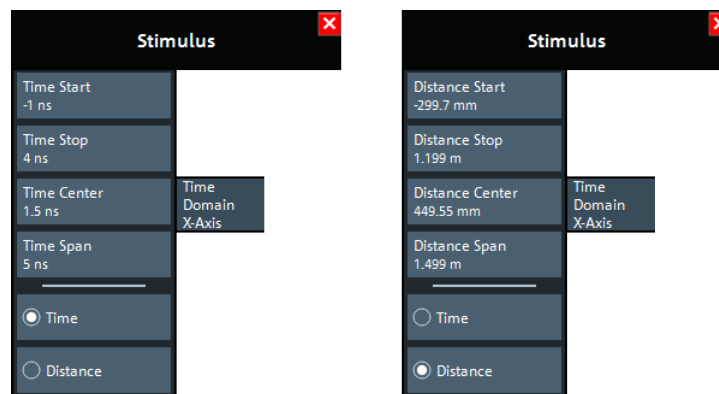 Stimulus
Time Start
-1 ns
Time Stop
4 ns
Time Center
1.5 ns
Time Span
5 ns
Time
Distance
Time
Domain
X-Axis
Stimulus
Distance Start
-299.7 mm
Distance Stop
1.199 m
Distance Center
449.55 mm
Distance Span
1.499 m
Time
Distance
Time
Domain
X-Axis